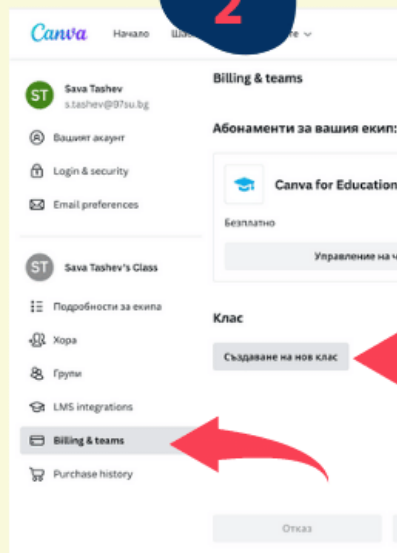 2
Canva Начало
Billing & teams
ST Sava Tashev
s.tashev@97su.bg
Абонаменти за вашия екип:
Вашият акаунт
Login & security
Canva for Education
Email preferences
Безплатно
Управление на
ST Sava Tashev's Class
Подробности за екипа
Клас
Хора
Създаване на нов клас
Групи
LMS integrations
Billing & teams
Purchase history
Отказ